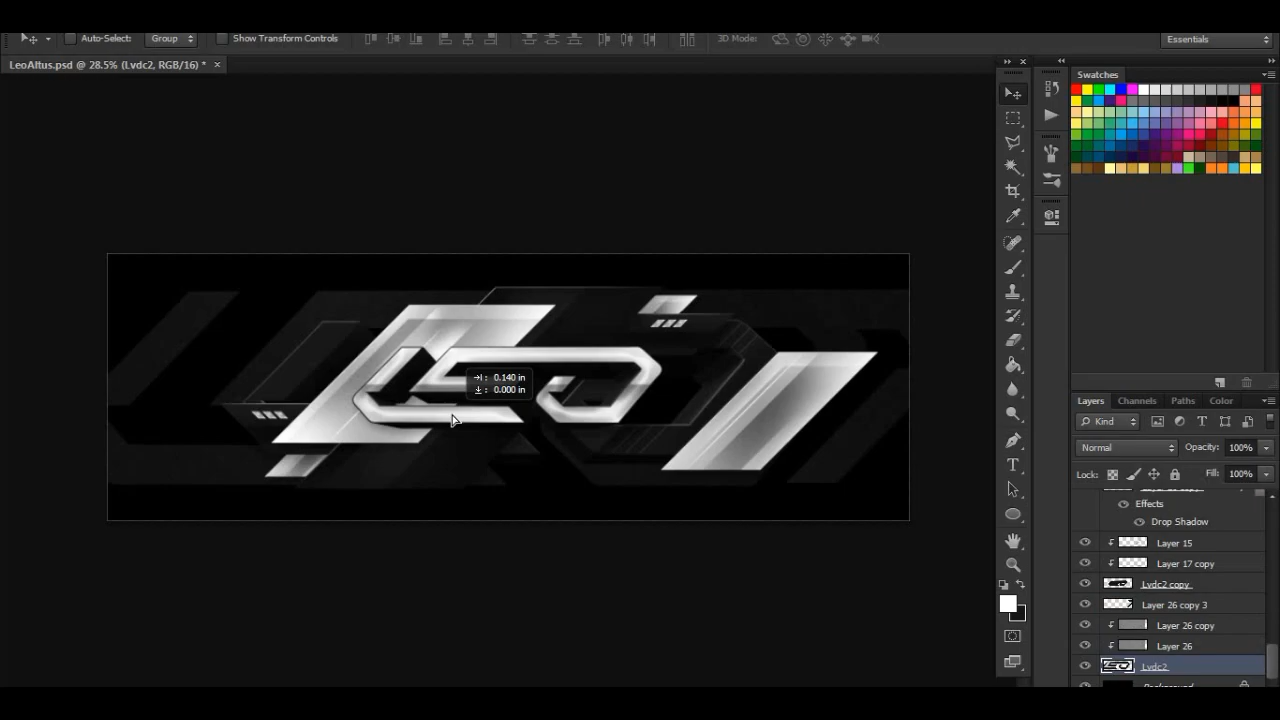 Auto-Select: Group Show Transform Controls 3D Mode: Essentials
LeoAltus.psd @ 28.5% (Lvdc2, RGB/16) * ×
Swatches
→: 0.140 in
↓: 0.000 in
Layers Channels Paths Color
Kind
Normal Opacity: 100%
Lock: Fill: 100%
Effects
Drop Shadow
Layer 15
Layer 17 copy
Lvdc2 copy
Layer 26 copy 3
Layer 26 copy
Layer 26
Lvdc2
Background